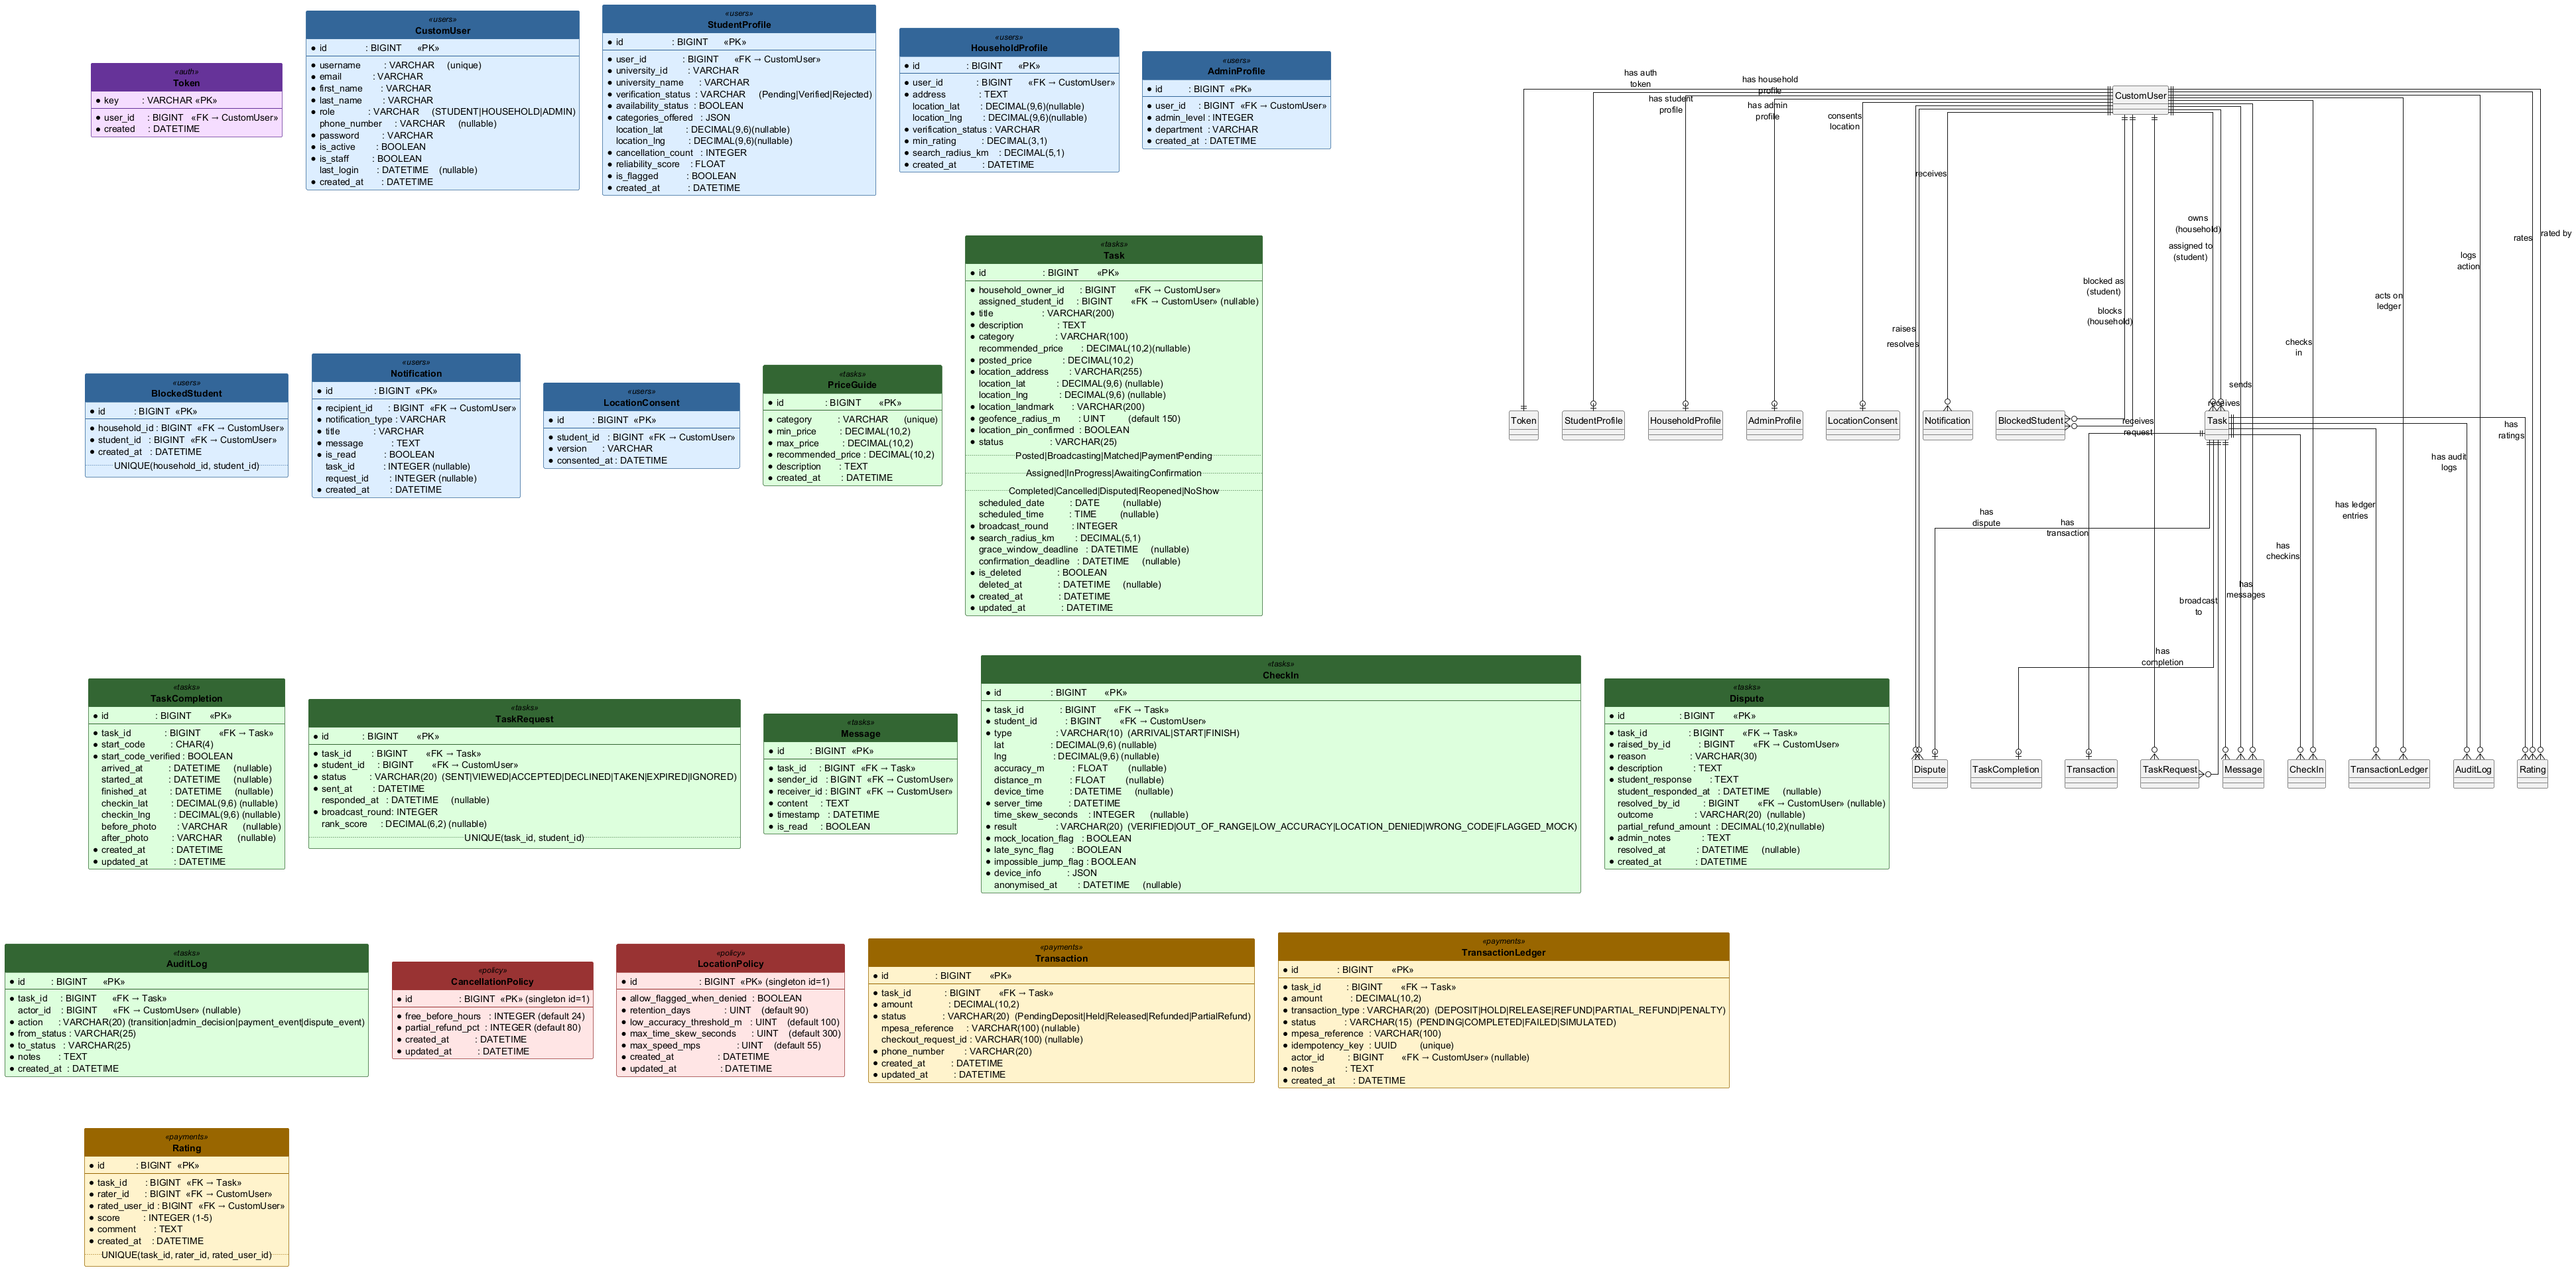 «auth»
Token
key : VARCHAR «PK»
user_id : BIGINT «FK → CustomUser»
created : DATETIME
«users»
CustomUser
id : BIGINT «PK»
username : VARCHAR (unique)
email : VARCHAR
first_name : VARCHAR
last_name : VARCHAR
role : VARCHAR (STUDENT|HOUSEHOLD|ADMIN)
phone_number : VARCHAR (nullable)
password : VARCHAR
is_active : BOOLEAN
is_staff : BOOLEAN
last_login : DATETIME (nullable)
created_at : DATETIME
«users»
StudentProfile
id : BIGINT «PK»
user_id : BIGINT «FK → CustomUser»
university_id : VARCHAR
university_name : VARCHAR
verification_status : VARCHAR (Pending|Verified|Rejected)
availability_status : BOOLEAN
categories_offered : JSON
location_lat : DECIMAL(9,6)(nullable)
location_lng : DECIMAL(9,6)(nullable)
cancellation_count : INTEGER
reliability_score : FLOAT
is_flagged : BOOLEAN
created_at : DATETIME
«users»
HouseholdProfile
id : BIGINT «PK»
user_id : BIGINT «FK → CustomUser»
address : TEXT
location_lat : DECIMAL(9,6)(nullable)
location_lng : DECIMAL(9,6)(nullable)
verification_status : VARCHAR
min_rating : DECIMAL(3,1)
search_radius_km : DECIMAL(5,1)
created_at : DATETIME
«users»
AdminProfile
id : BIGINT «PK»
user_id : BIGINT «FK → CustomUser»
admin_level : INTEGER
department : VARCHAR
created_at : DATETIME
«users»
BlockedStudent
id : BIGINT «PK»
household_id : BIGINT «FK → CustomUser»
student_id : BIGINT «FK → CustomUser»
created_at : DATETIME
UNIQUE(household_id, student_id)
«users»
Notification
id : BIGINT «PK»
recipient_id : BIGINT «FK → CustomUser»
notification_type : VARCHAR
title : VARCHAR
message : TEXT
is_read : BOOLEAN
task_id : INTEGER (nullable)
request_id : INTEGER (nullable)
created_at : DATETIME
«users»
LocationConsent
id : BIGINT «PK»
student_id : BIGINT «FK → CustomUser»
version : VARCHAR
consented_at : DATETIME
«tasks»
PriceGuide
id : BIGINT «PK»
category : VARCHAR (unique)
min_price : DECIMAL(10,2)
max_price : DECIMAL(10,2)
recommended_price : DECIMAL(10,2)
description : TEXT
created_at : DATETIME
«tasks»
Task
id : BIGINT «PK»
household_owner_id : BIGINT «FK → CustomUser»
assigned_student_id : BIGINT «FK → CustomUser» (nullable)
title : VARCHAR(200)
description : TEXT
category : VARCHAR(100)
recommended_price : DECIMAL(10,2)(nullable)
posted_price : DECIMAL(10,2)
location_address : VARCHAR(255)
location_lat : DECIMAL(9,6) (nullable)
location_lng : DECIMAL(9,6) (nullable)
location_landmark : VARCHAR(200)
geofence_radius_m : UINT (default 150)
location_pin_confirmed : BOOLEAN
status : VARCHAR(25)
Posted|Broadcasting|Matched|PaymentPending
Assigned|InProgress|AwaitingConfirmation
Completed|Cancelled|Disputed|Reopened|NoShow
scheduled_date : DATE (nullable)
scheduled_time : TIME (nullable)
broadcast_round : INTEGER
search_radius_km : DECIMAL(5,1)
grace_window_deadline : DATETIME (nullable)
confirmation_deadline : DATETIME (nullable)
is_deleted : BOOLEAN
deleted_at : DATETIME (nullable)
created_at : DATETIME
updated_at : DATETIME
«tasks»
TaskCompletion
id : BIGINT «PK»
task_id : BIGINT «FK → Task»
start_code : CHAR(4)
start_code_verified : BOOLEAN
arrived_at : DATETIME (nullable)
started_at : DATETIME (nullable)
finished_at : DATETIME (nullable)
checkin_lat : DECIMAL(9,6) (nullable)
checkin_lng : DECIMAL(9,6) (nullable)
before_photo : VARCHAR (nullable)
after_photo : VARCHAR (nullable)
created_at : DATETIME
updated_at : DATETIME
«tasks»
TaskRequest
id : BIGINT «PK»
task_id : BIGINT «FK → Task»
student_id : BIGINT «FK → CustomUser»
status : VARCHAR(20) (SENT|VIEWED|ACCEPTED|DECLINED|TAKEN|EXPIRED|IGNORED)
sent_at : DATETIME
responded_at : DATETIME (nullable)
broadcast_round : INTEGER
rank_score : DECIMAL(6,2) (nullable)
UNIQUE(task_id, student_id)
«tasks»
Message
id : BIGINT «PK»
task_id : BIGINT «FK → Task»
sender_id : BIGINT «FK → CustomUser»
receiver_id : BIGINT «FK → CustomUser»
content : TEXT
timestamp : DATETIME
is_read : BOOLEAN
«tasks»
CheckIn
id : BIGINT «PK»
task_id : BIGINT «FK → Task»
student_id : BIGINT «FK → CustomUser»
type : VARCHAR(10) (ARRIVAL|START|FINISH)
lat : DECIMAL(9,6) (nullable)
lng : DECIMAL(9,6) (nullable)
accuracy_m : FLOAT (nullable)
distance_m : FLOAT (nullable)
device_time : DATETIME (nullable)
server_time : DATETIME
time_skew_seconds : INTEGER (nullable)
result : VARCHAR(20) (VERIFIED|OUT_OF_RANGE|LOW_ACCURACY|LOCATION_DENIED|WRONG_CODE|FLAGGED_MOCK)
mock_location_flag : BOOLEAN
late_sync_flag : BOOLEAN
impossible_jump_flag : BOOLEAN
device_info : JSON
anonymised_at : DATETIME (nullable)
«tasks»
Dispute
id : BIGINT «PK»
task_id : BIGINT «FK → Task»
raised_by_id : BIGINT «FK → CustomUser»
reason : VARCHAR(30)
description : TEXT
student_response : TEXT
student_responded_at : DATETIME (nullable)
resolved_by_id : BIGINT «FK → CustomUser» (nullable)
outcome : VARCHAR(20) (nullable)
partial_refund_amount : DECIMAL(10,2)(nullable)
admin_notes : TEXT
resolved_at : DATETIME (nullable)
created_at : DATETIME
«tasks»
AuditLog
id : BIGINT «PK»
task_id : BIGINT «FK → Task»
actor_id : BIGINT «FK → CustomUser» (nullable)
action : VARCHAR(20) (transition|admin_decision|payment_event|dispute_event)
from_status : VARCHAR(25)
to_status : VARCHAR(25)
notes : TEXT
created_at : DATETIME
«policy»
CancellationPolicy
id : BIGINT «PK» (singleton id=1)
free_before_hours : INTEGER (default 24)
partial_refund_pct : INTEGER (default 80)
created_at : DATETIME
updated_at : DATETIME
«policy»
LocationPolicy
id : BIGINT «PK» (singleton id=1)
allow_flagged_when_denied : BOOLEAN
retention_days : UINT (default 90)
low_accuracy_threshold_m : UINT (default 100)
max_time_skew_seconds : UINT (default 300)
max_speed_mps : UINT (default 55)
created_at : DATETIME
updated_at : DATETIME
«payments»
Transaction
id : BIGINT «PK»
task_id : BIGINT «FK → Task»
amount : DECIMAL(10,2)
status : VARCHAR(20) (PendingDeposit|Held|Released|Refunded|PartialRefund)
mpesa_reference : VARCHAR(100) (nullable)
checkout_request_id : VARCHAR(100) (nullable)
phone_number : VARCHAR(20)
created_at : DATETIME
updated_at : DATETIME
«payments»
TransactionLedger
id : BIGINT «PK»
task_id : BIGINT «FK → Task»
amount : DECIMAL(10,2)
transaction_type : VARCHAR(20) (DEPOSIT|HOLD|RELEASE|REFUND|PARTIAL_REFUND|PENALTY)
status : VARCHAR(15) (PENDING|COMPLETED|FAILED|SIMULATED)
mpesa_reference : VARCHAR(100)
idempotency_key : UUID (unique)
actor_id : BIGINT «FK → CustomUser» (nullable)
notes : TEXT
created_at : DATETIME
«payments»
Rating
id : BIGINT «PK»
task_id : BIGINT «FK → Task»
rater_id : BIGINT «FK → CustomUser»
rated_user_id : BIGINT «FK → CustomUser»
score : INTEGER (1-5)
comment : TEXT
created_at : DATETIME
UNIQUE(task_id, rater_id, rated_user_id)
CustomUser
has auth
token
has student
profile
has household
profile
has admin
profile
consents
location
receives
owns
(household)
assigned to
(student)
rates
rated by
logs
action
blocked as
(student)
blocks
(household)
acts on
ledger
raises
resolves
checks
in
sends
receives
receives
request
Token
StudentProfile
HouseholdProfile
AdminProfile
LocationConsent
Notification
BlockedStudent
Task
has
ratings
has audit
logs
has ledger
entries
has
dispute
has
transaction
has
checkins
has
messages
broadcast
to
has
completion
Dispute
TaskCompletion
Transaction
TaskRequest
Message
CheckIn
TransactionLedger
AuditLog
Rating